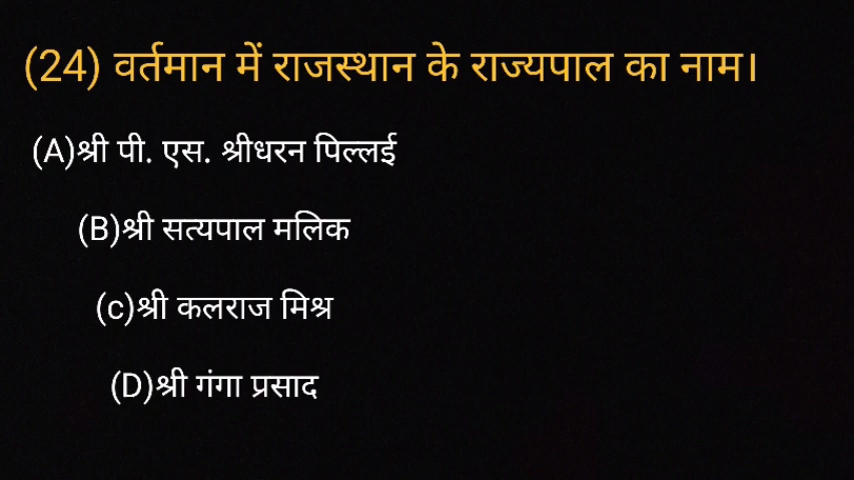 (24) वर्तमान में राजस्थान के राज्यपाल का नाम।
(A)श्री पी. एस. श्रीधरन पिल्लई
(B)श्री सत्यपाल मलिक
(c)श्री कलराज मिश्र
(D)श्री गंगा प्रसाद